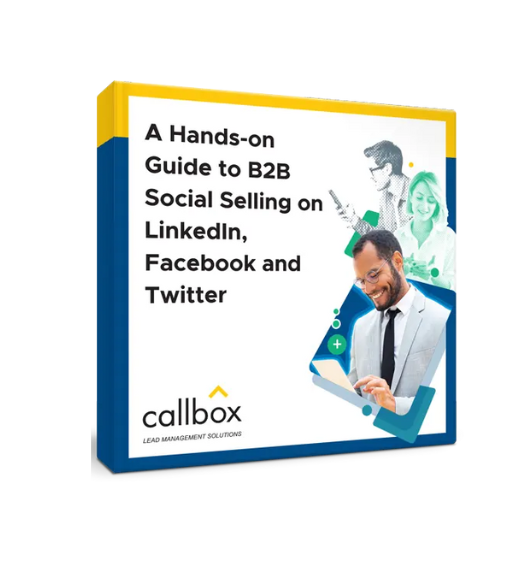 A Hands-on
Guide to B2B
Social Selling on
LinkedIn,
Facebook and
Twitter
callbox
LEAD MANAGEMENT SOLUTIONS